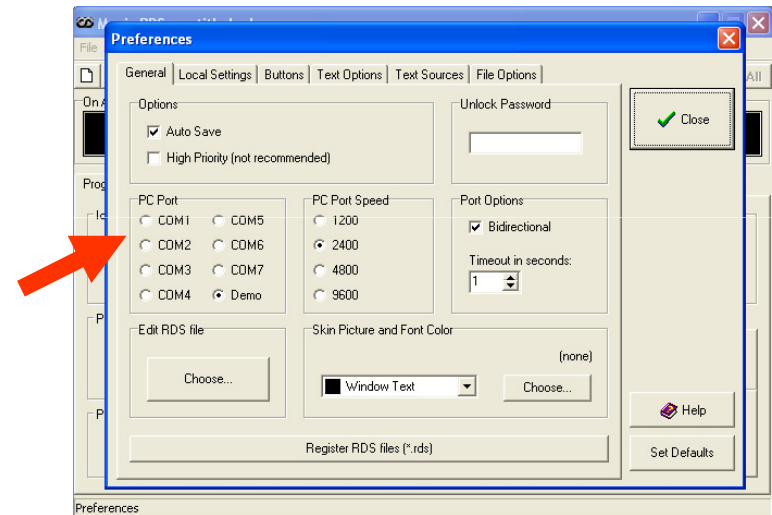 File
Preferences
General Local Settings Buttons Text Options Text Sources File Options
All
On A
Options
Auto Save
High Priority (not recommended)
Unlock Password
Close
Prog
PC Port
COM1 COM5
COM2 COM6
COM3 COM7
COM4 Demo
PC Port Speed
1200
2400
4800
9600
Port Options
Bidirectional
Timeout in seconds:
1
P
Edit RDS file
Choose...
Skin Picture and Font Color
(none)
Window Text
Choose...
P
Help
Register RDS files (*.rds)
Set Defaults
Preferences